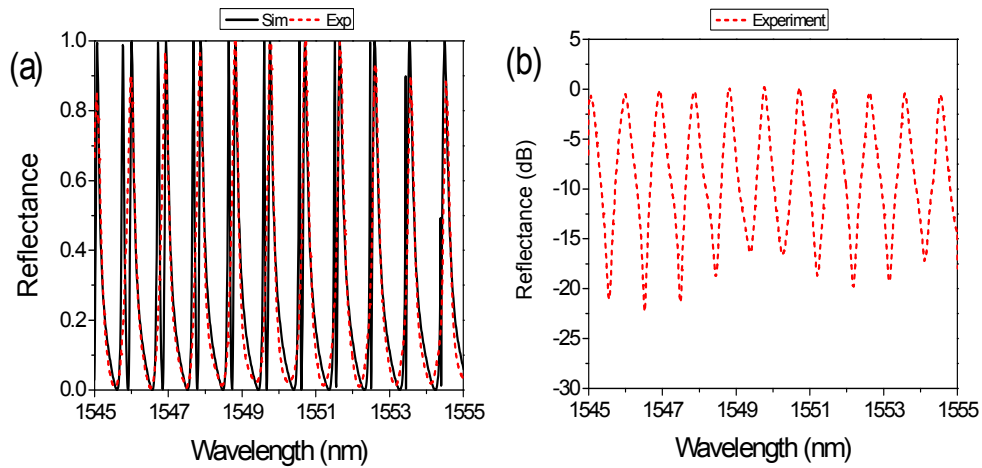 Sim Exp
(a)
1.0
0.8
0.6
0.4
0.2
0.0
Reflectance
1545 1547 1549 1551 1553 1555
Wavelength (nm)
Experiment
(b)
5
0
-5
-10
-15
-20
-25
-30
Reflectance (dB)
1545 1547 1549 1551 1553 1555
Wavelength (nm)